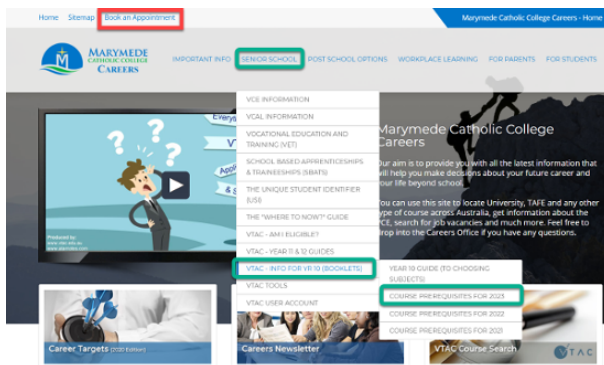 Home Sitemap Book an Appointment
Marymede Catholic College Careers - Home
MARYMEDE
CATHOLIC COLLEGE
CAREERS
IMPORTANT INFO SENIOR SCHOOL POST SCHOOL OPTIONS WORKPLACE LEARNING FOR PARENTS FOR STUDENTS
VCE INFORMATION
VCAL INFORMATION
VOCATIONAL EDUCATION AND
TRAINING (VET)
SCHOOL BASED APPRENTICESHIPS
& TRAINEESHIPS (SBATS)
THE UNIQUE STUDENT IDENTIFIER
(USI)
THE "WHERE TO NOW?" GUIDE
VTAC - AM I ELIGIBLE?
VTAC - YEAR 11 & 12 GUIDES
VTAC - INFO FOR YR 10 (BOOKLETS)
VTAC TOOLS
VTAC USER ACCOUNT
YEAR 10 GUIDE (TO CHOOSING
SUBJECTS)
COURSE PREREQUISITES FOR 2023
COURSE PREREQUISITES FOR 2022
COURSE PREREQUISITES FOR 2021
Marymede Catholic College
Careers
Our aim is to provide you with all the latest information that
will help you make decisions about your future career and
your life beyond school.
You can use this site to locate University, TAFE and any other
type of course across Australia, get information about the
VCE, search for job vacancies and much more. Feel free to
drop into the Careers Office if you have any questions.
Produced by:
Career Targets (2020 Edition)
Careers Newsletter
VTAC Course Search
VTAC